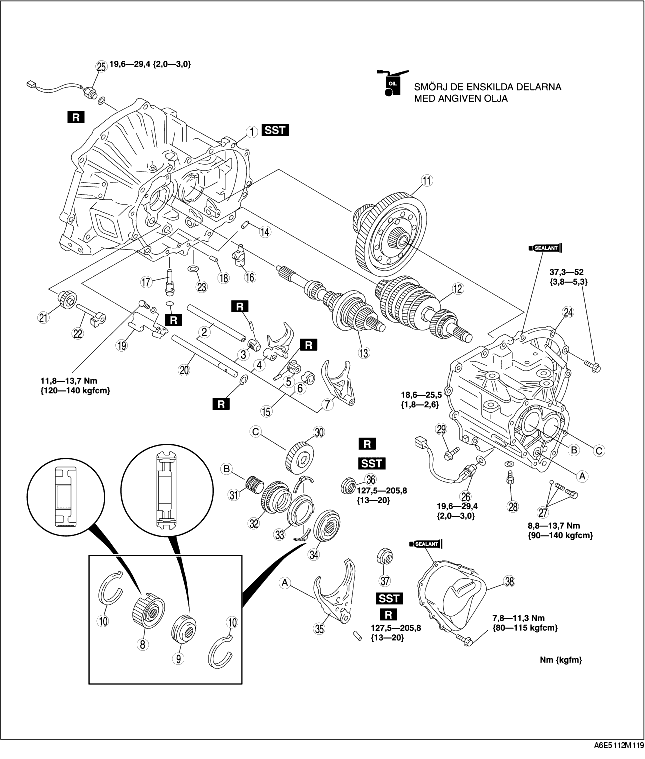 25
19,6—29,4 {2,0—3,0}
R
1
SST
OIL
SMÖRJ DE ENSKILDA DELARNA
MED ANGIVEN OLJA
11
14
SEALANT
37,3—52
{3,8—5,3}
24
12
17
23
18
16
21
22
R
R
2
19
3
4
R
13
20
5
6
11,8—13,7 Nm
{120—140 kgfcm}
R
15
7
18,6—25,5
{1,8—2,6}
29
B
C
A
C
30
R
SST
36
127,5—205,8
{13—20}
B
31
32
33
34
26
19,6—29,4
{2,0—3,0}
28
27
8,8—13,7 Nm
{90—140 kgfcm}
SEALANT
37
38
A
35
SST
R
127,5—205,8
{13—20}
7,8—11,3 Nm
{80—115 kgfcm}
10
8
9
10
Nm {kgfm}
A6E5112M119